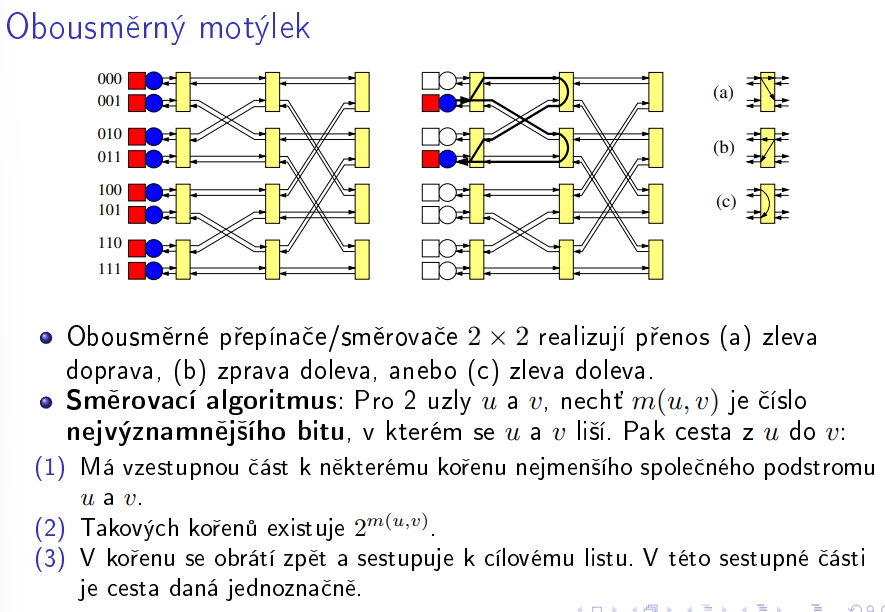 Obousměrný motýlek
000
001
010
011
100
101
110
111
(a)
(b)
(c)
Obousměrné přepínače/směrovače 2 × 2 realizují přenos (a) zleva
doprava, (b) zprava doleva, anebo (c) zleva doleva.
Směrovací algoritmus: Pro 2 uzly u a v, nechť m(u, v) je číslo
nejvýznamnějšího bitu, v kterém se u a v liší. Pak cesta z u do v:
(1) Má vzestupnou část k některému kořenu nejmenšího společného podstromu
u a v.
(2) Takových kořenů existuje 2^{m(u,v)}.
(3) V kořenu se obrátí zpět a sestupuje k cílovému listu. V této sestupné části
je cesta daná jednoznačně.